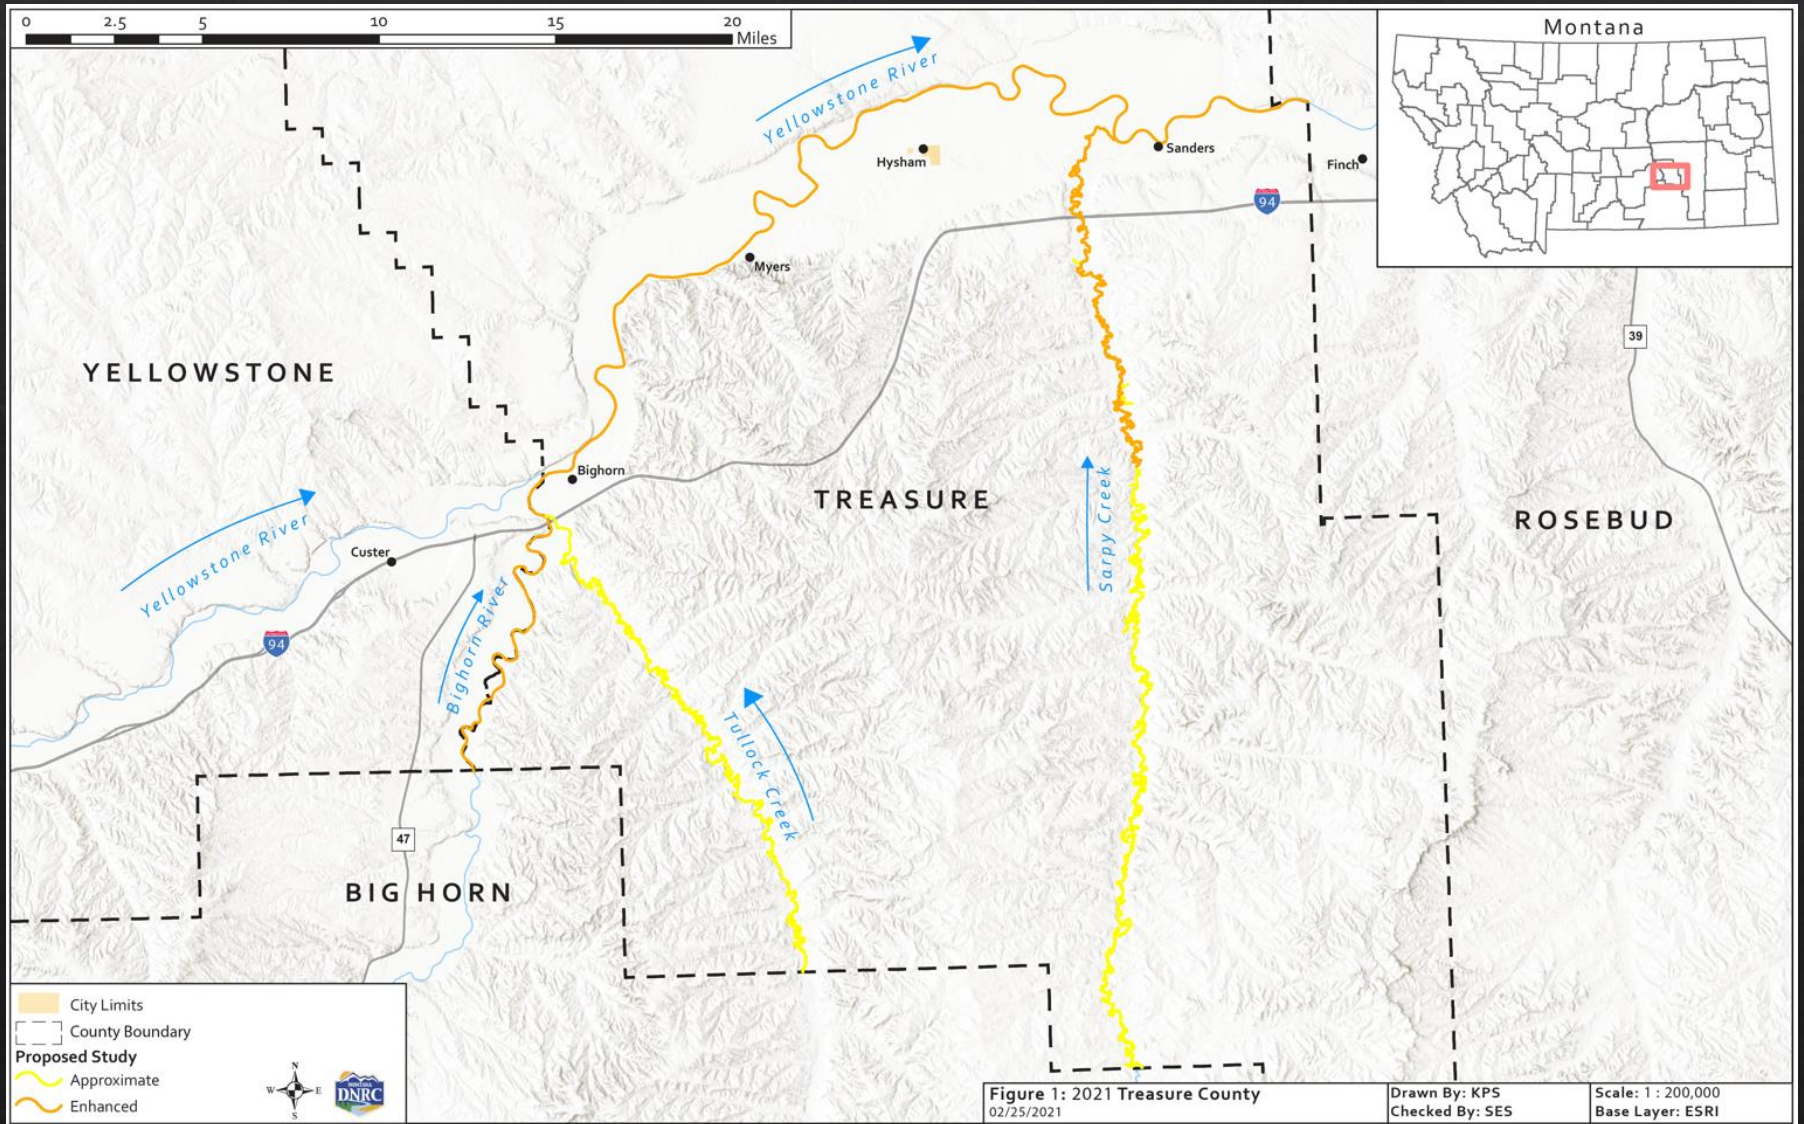 0 2.5 5 10 15 20
Miles
Montana
Yellowstone River
Hysham
Sanders
Finch
94
Myers
39
YELLOWSTONE
Bighorn
TREASURE
ROSEBUD
Sarpy Creek
Custer
Yellowstone River
94
Bighorn River
Tullock Creek
47
BIG HORN
City Limits
County Boundary
Proposed Study
Approximate
Enhanced
N
W E
S
MONTANA
DNRC
Figure 1: 2021 Treasure County
02/25/2021
Drawn By: KPS
Checked By: SES
Scale: 1 : 200,000
Base Layer: ESRI